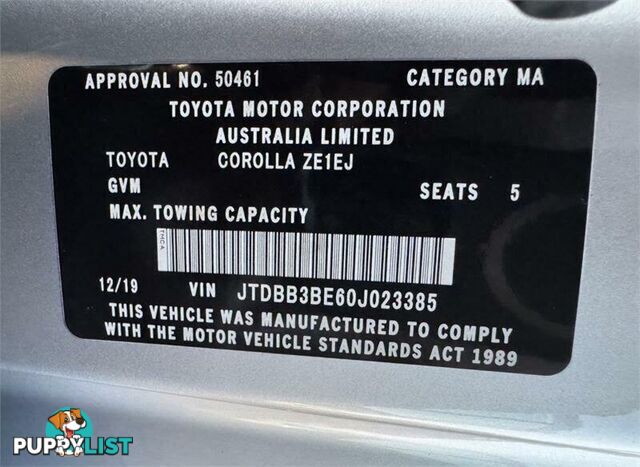 APPROVAL NO. 50461 CATEGORY MA
TOYOTA MOTOR CORPORATION
AUSTRALIA LIMITED
TOYOTA COROLLA ZE1EJ
GVM SEATS 5
MAX. TOWING CAPACITY
TMCA
12/19 VIN JTDBB3BE60J023385
THIS VEHICLE WAS MANUFACTURED TO COMPLY
WITH THE MOTOR VEHICLE STANDARDS ACT 1989
PUPPYLIST